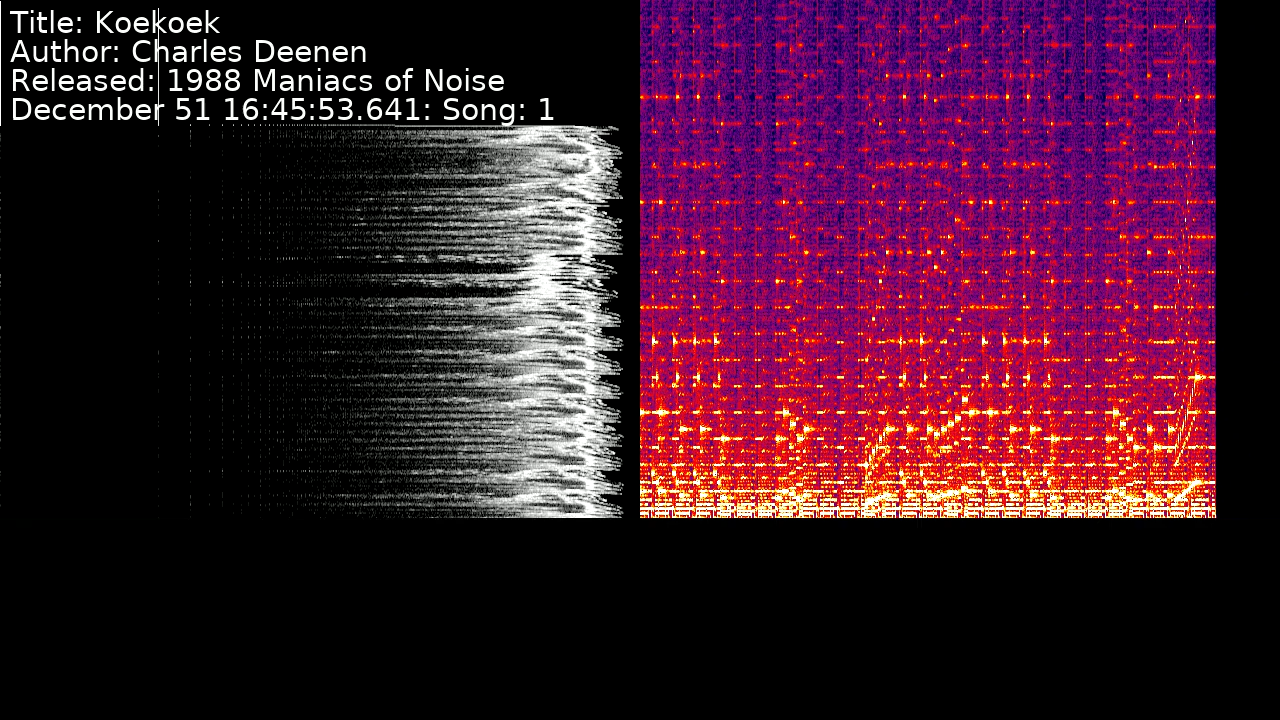 Title: Koekoek
Author: Charles Deenen
Released: 1988 Maniacs of Noise
December 51 16:45:53.641: Song: 1